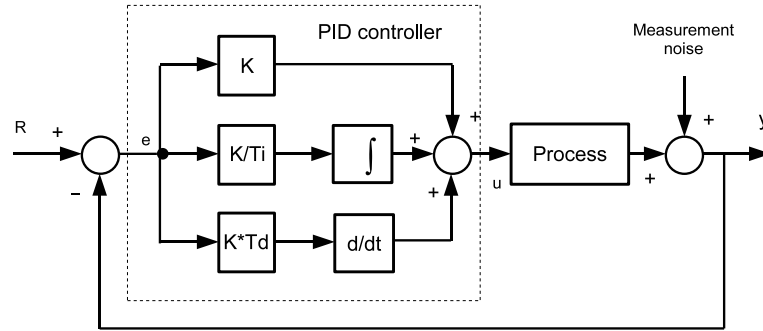 PID controller
Measurement
noise
K
R
+
+
+
y
e
K/Ti
∫
+
Process
−
+
u
+
K*Td
d/dt